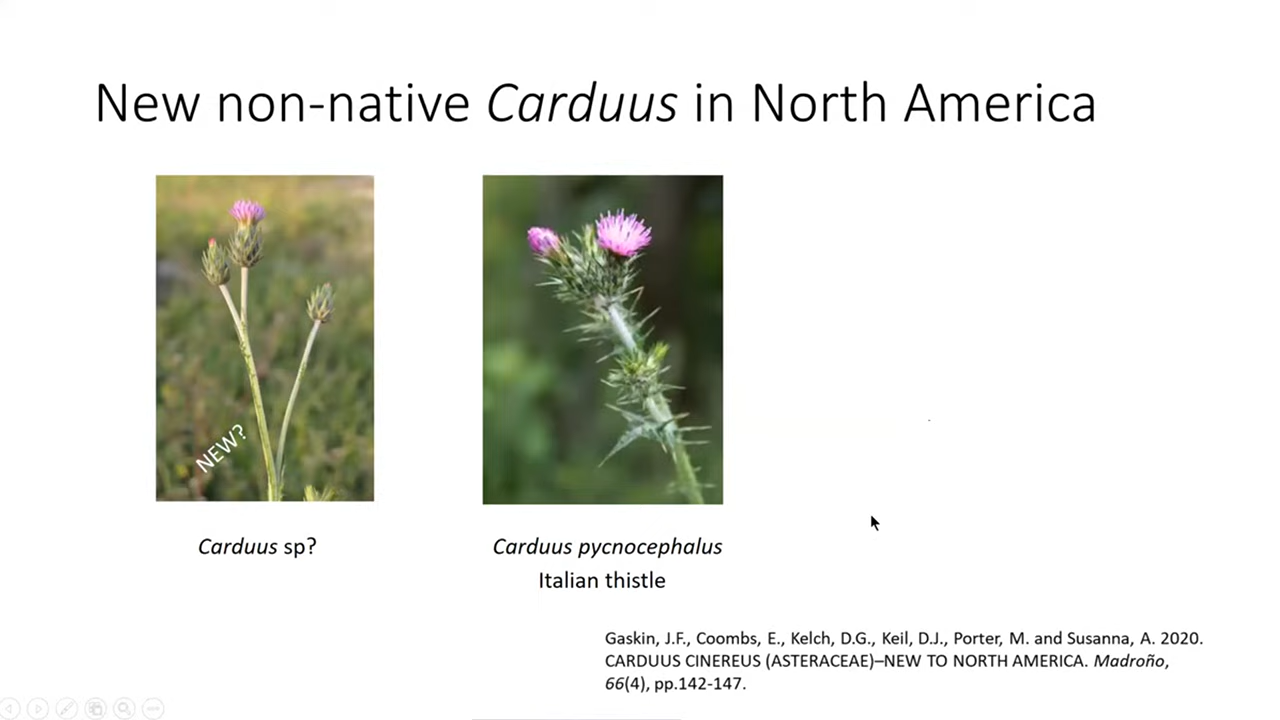 New non-native Carduus in North America
NEW?
Carduus sp?
Carduus pycnocephalus
Italian thistle
Gaskin, J.F., Coombs, E., Kelch, D.G., Keil, D.J., Porter, M. and Susanna, A. 2020.
CARDUUS CINEREUS (ASTERACEAE)–NEW TO NORTH AMERICA. Madroño,
66(4), pp.142-147.